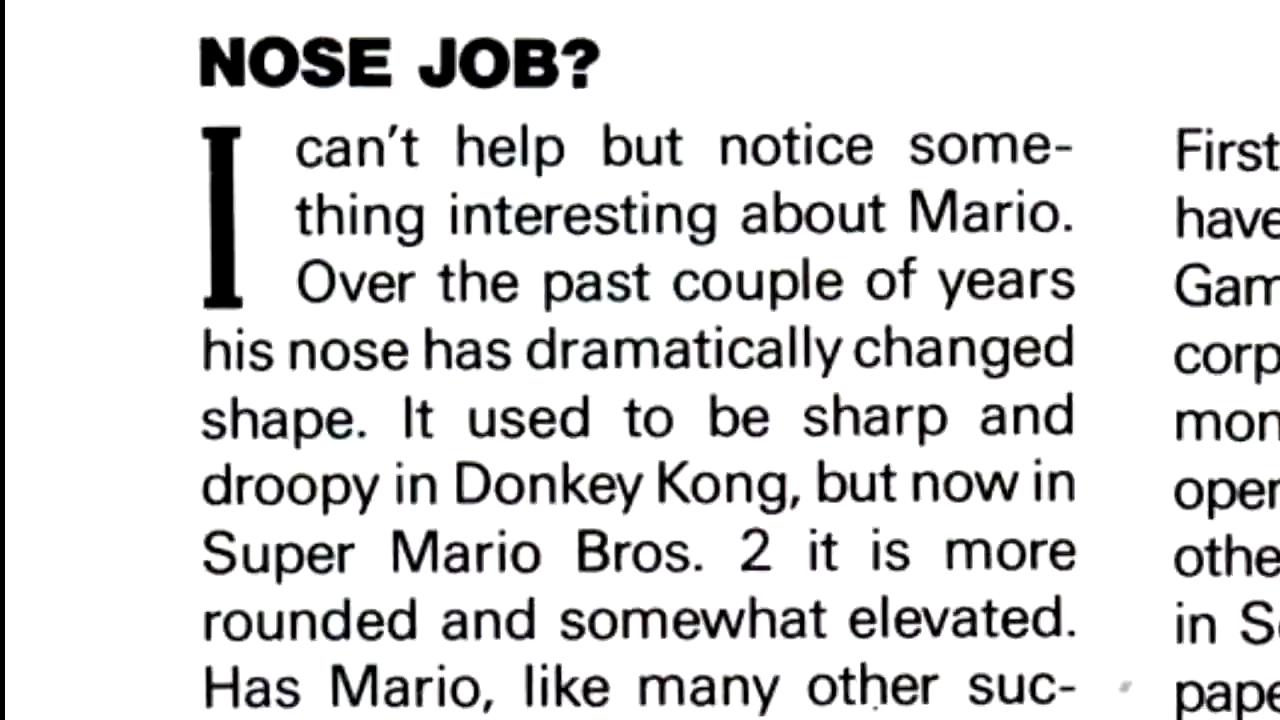 NOSE JOB?
I can't help but notice some-
thing interesting about Mario.
Over the past couple of years
his nose has dramatically changed
shape. It used to be sharp and
droopy in Donkey Kong, but now in
Super Mario Bros. 2 it is more
rounded and somewhat elevated.
Has Mario, like many other suc-
First
have